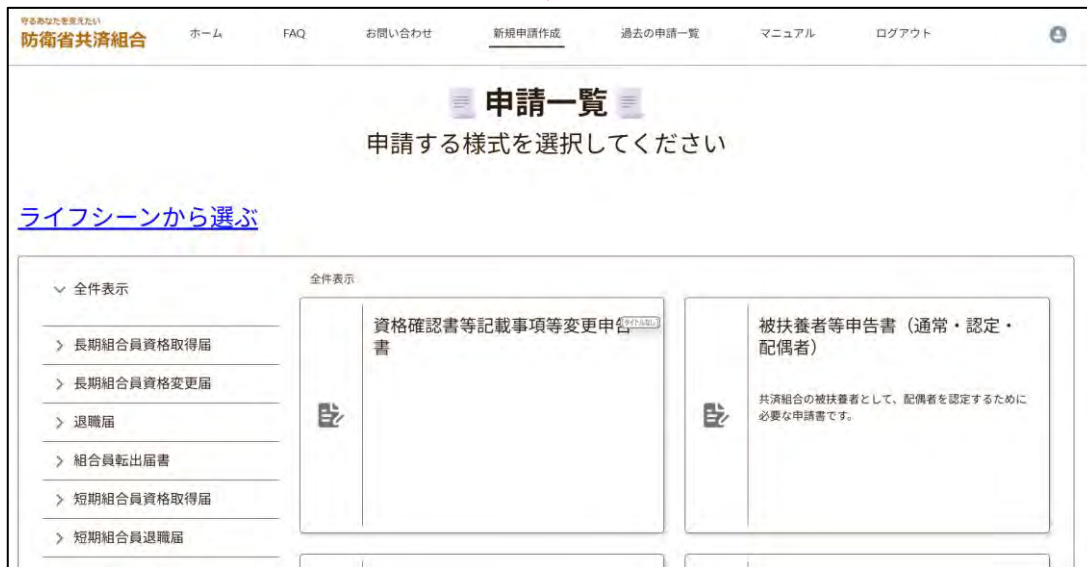 守るあなたを支えたい
防衛省共済組合
ホーム
FAQ
お問い合わせ
新規申請作成
過去の申請一覧
マニュアル
ログアウト
申請一覧
申請する様式を選択してください
ライフシーンから選ぶ
全件表示
長期組合員資格取得届
長期組合員資格変更届
退職届
組合員転出届書
短期組合員資格取得届
短期組合員退職届
全件表示
資格確認書等記載事項等変更申告
書
タイトルなし
被扶養者等申告書(通常・認定・
配偶者)
共済組合の被扶養者として、配偶者を認定するために
必要な申請書です。